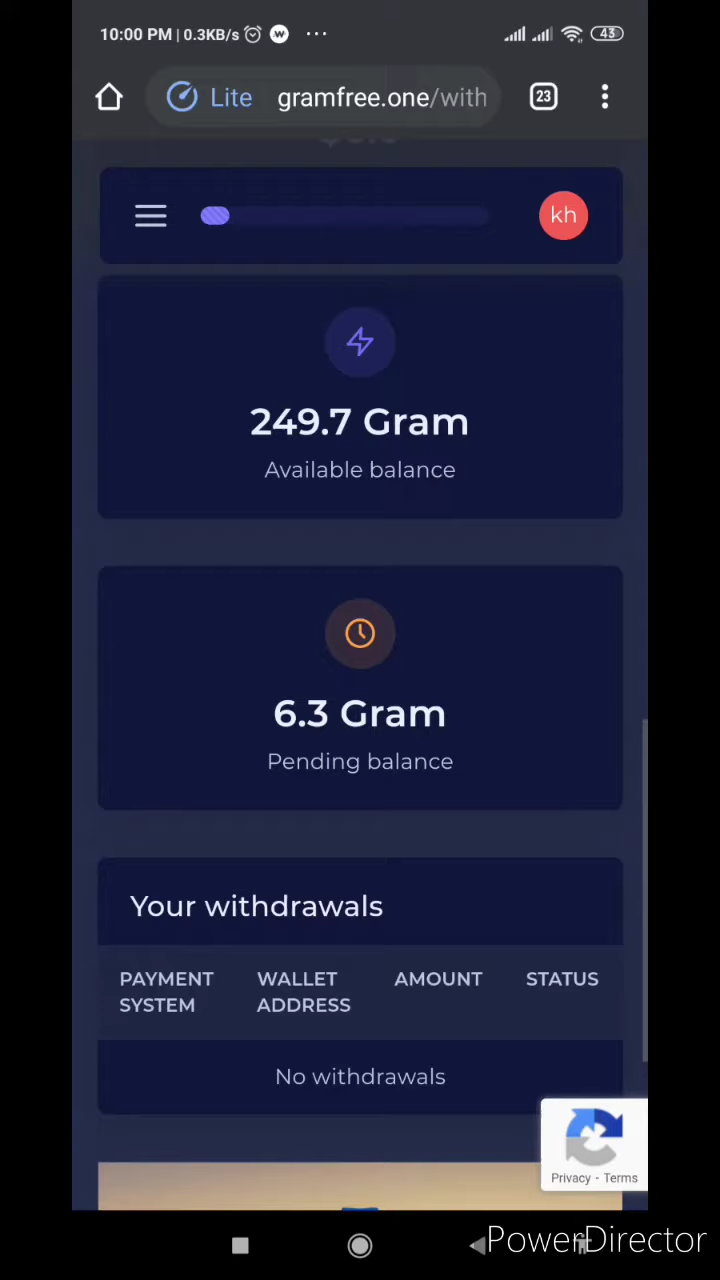 10:00 PM | 0.3KB/s ... 43
Lite gramfree.one/with 23
kh
249.7 Gram
Available balance
6.3 Gram
Pending balance
Your withdrawals
PAYMENT SYSTEM WALLET ADDRESS AMOUNT STATUS
No withdrawals
Privacy - Terms
PowerDirector